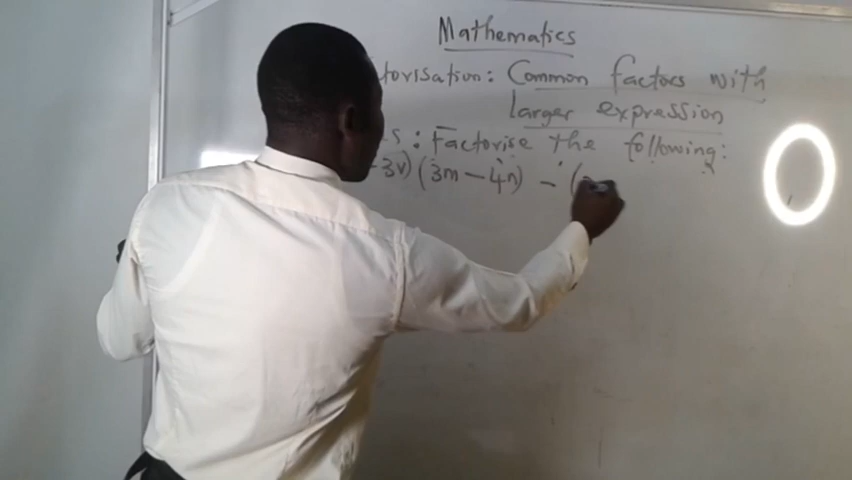 Mathematics
torisation: Common factors with
larger expression
s: Factorise the following:
3v)(3m - 4n) - (